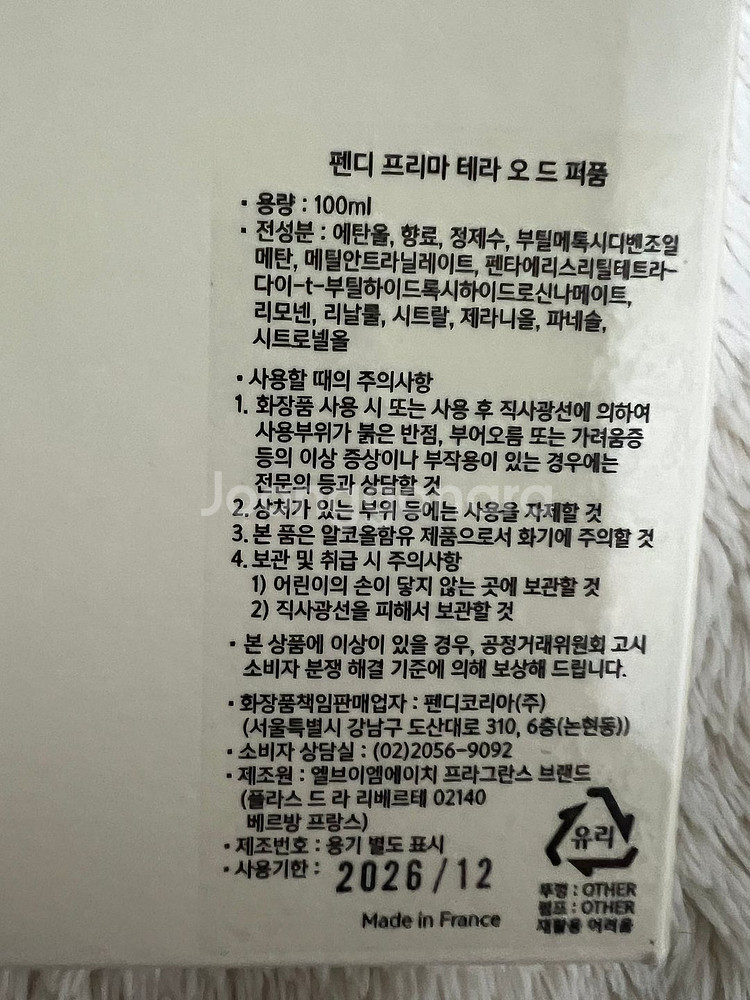 펜디 프리마 테라 오 드 퍼품
• 용량 : 100ml
• 전성분 : 에탄올, 향료, 정제수, 부틸메톡시디벤조일
메탄, 메틸안트라닐레이트, 펜타에리스리틸테트라-
다이-t-부틸하이드록시하이드로신나메이트,
리모넨, 리날룰, 시트랄, 제라니올, 파네솔,
시트로넬올
• 사용할 때의 주의사항
1. 화장품 사용 시 또는 사용 후 직사광선에 의하여
사용부위가 붉은 반점, 부어오름 또는 가려움증
등의 이상 증상이나 부작용이 있는 경우에는
전문의 등과 상담할 것
2. 상처가 있는 부위 등에는 사용을 자제할 것
3. 본 품은 알코올함유 제품으로서 화기에 주의할 것
4. 보관 및 취급 시 주의사항
1) 어린이의 손이 닿지 않는 곳에 보관할 것
2) 직사광선을 피해서 보관할 것
• 본 상품에 이상이 있을 경우, 공정거래위원회 고시
소비자 분쟁 해결 기준에 의해 보상해 드립니다.
• 화장품책임판매업자 : 펜디코리아(주)
(서울특별시 강남구 도산대로 310, 6층(논현동))
• 소비자 상담실 : (02)2056-9092
• 제조원 : 엘브이엠에이치 프라그란스 브랜드
(플라스 드 라 리베르테 02140
베르방 프랑스)
• 제조번호 : 용기 별도 표시
• 사용기한 : 2026/12
Made in France
유리
뚜껑 : OTHER
펌프 : OTHER
재활용 어려움
Joonggonara